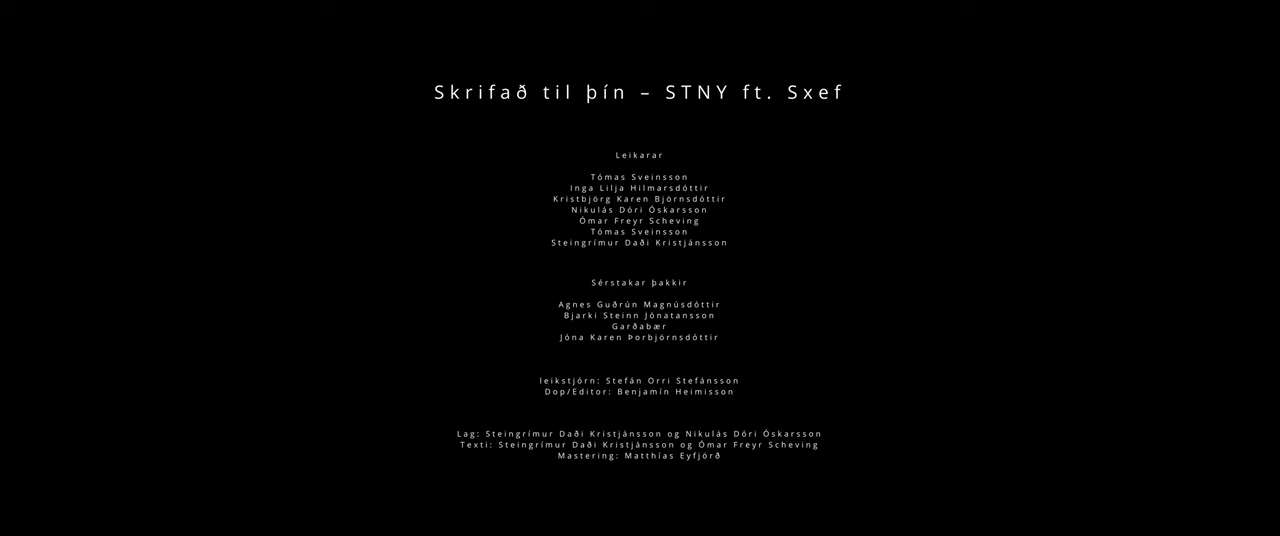 Skrifað til þín – STNY ft. Sxef
Leikarar
Tómas Sveinsson
Inga Lilja Hilmarsdóttir
Kristbjörg Karen Björnsdóttir
Nikulás Dóri Óskarsson
Ómar Freyr Scheving
Tómas Sveinsson
Steingrímur Daði Kristjánsson
Sérstakar þakkir
Agnes Guðrún Magnúsdóttir
Bjarki Steinn Jónatansson
Garðabær
Jóna Karen Þorbjörnsdóttir
leikstjórn: Stefán Orri Stefánsson
Dop/Editor: Benjamín Heimisson
Lag: Steingrímur Daði Kristjánsson og Nikulás Dóri Óskarsson
Texti: Steingrímur Daði Kristjánsson og Ómar Freyr Scheving
Mastering: Matthías Eyfjörð